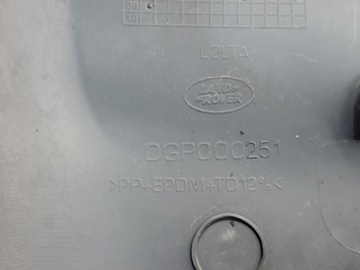 L2LTA
LAND-
-ROVER
DGP000251
>PP+EPDM+TD12%<